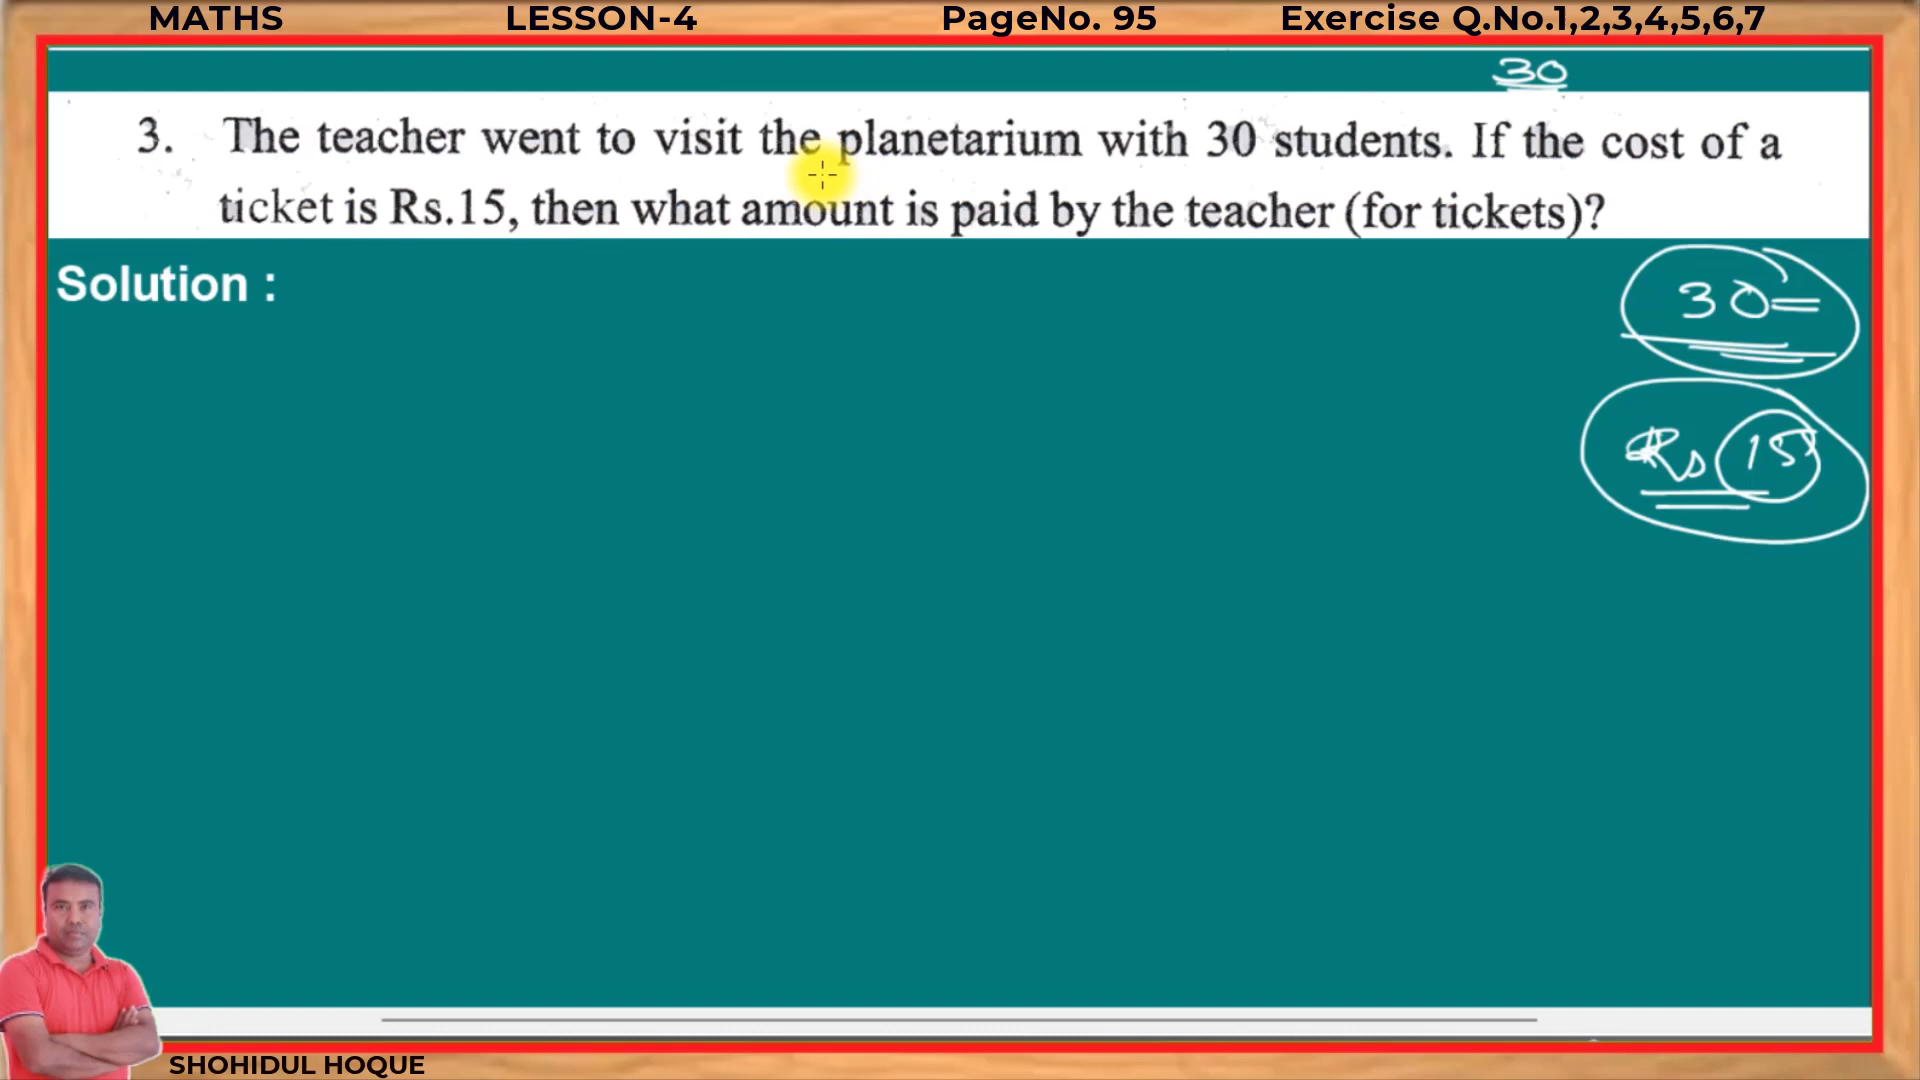 MATHS LESSON-4 PageNo. 95 Exercise Q.No.1,2,3,4,5,6,7
30
3. The teacher went to visit the planetarium with 30 students. If the cost of a
ticket is Rs.15, then what amount is paid by the teacher (for tickets)?
Solution :
30=
Rs 15
SHOHIDUL HOQUE